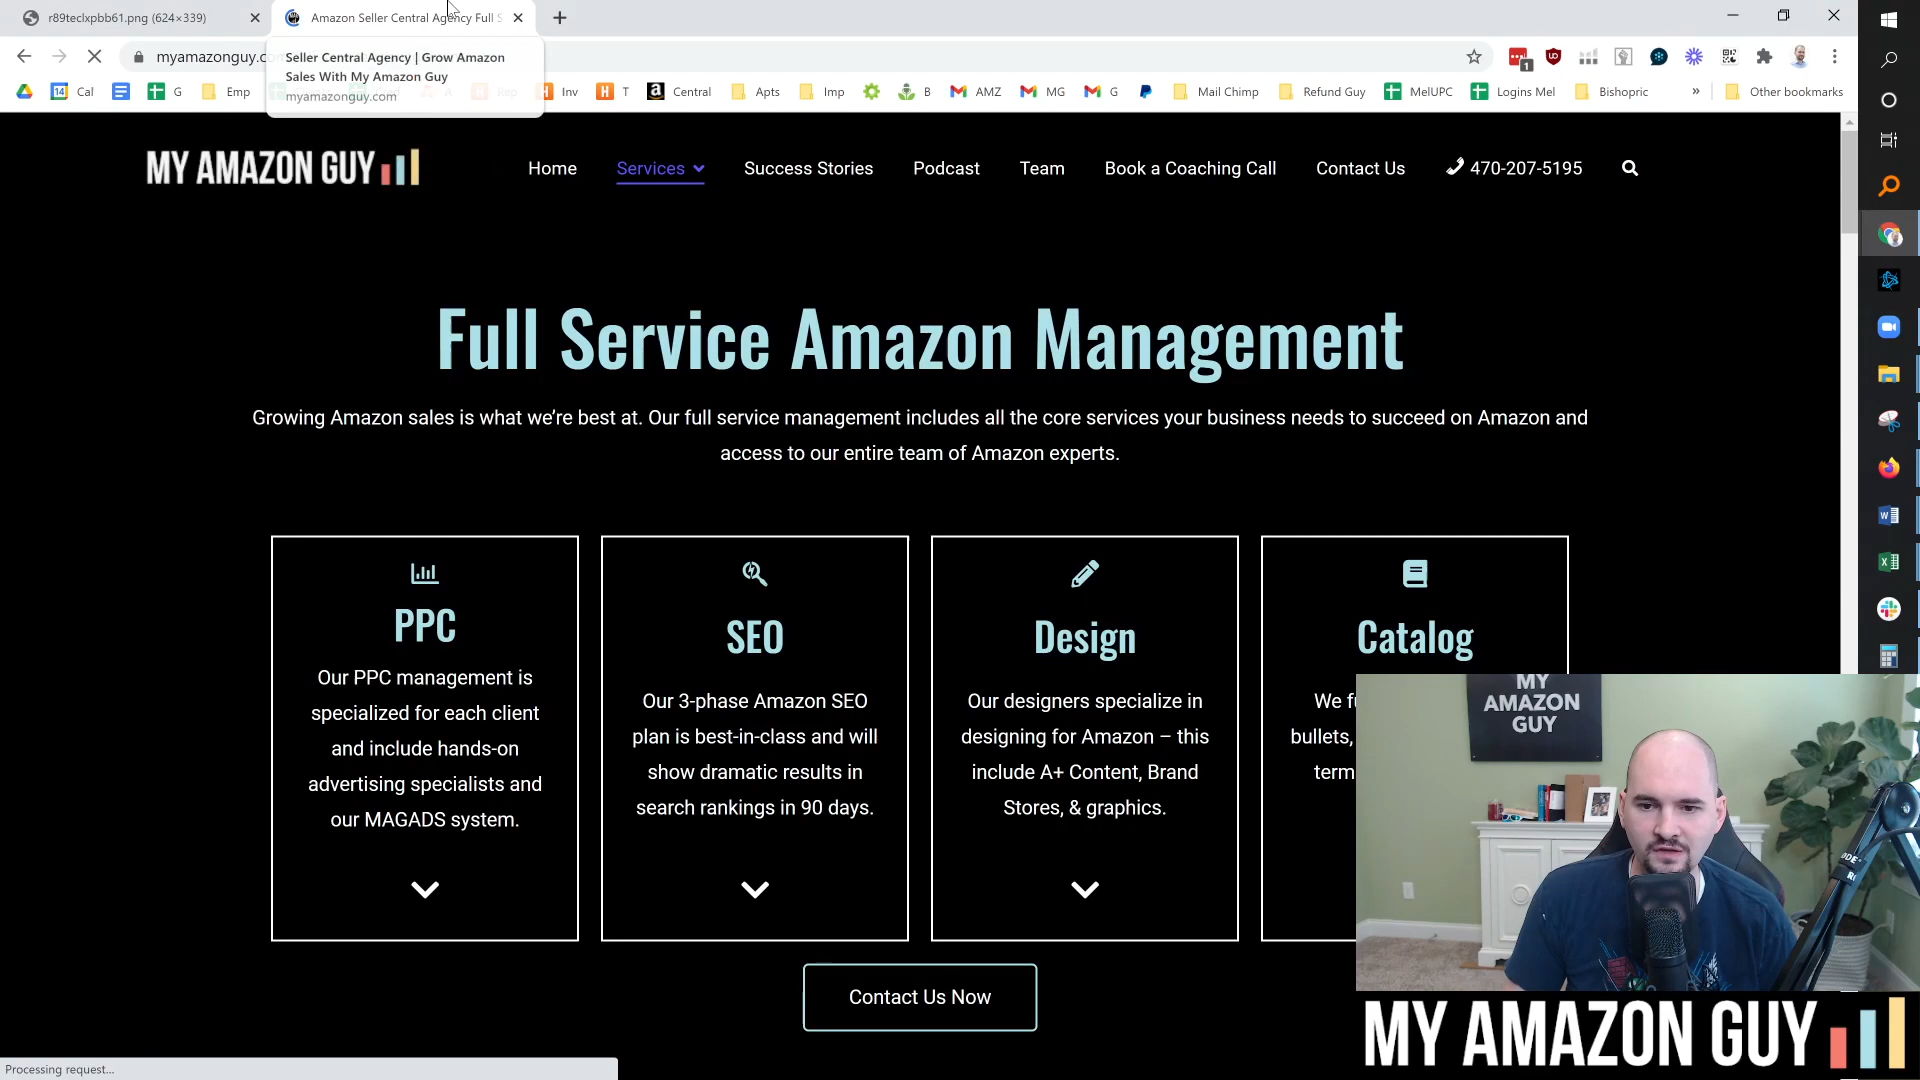 r89teclxpbb61.png (624×339)
Amazon Seller Central Agency Full S
myamazonguy.co
Seller Central Agency | Grow Amazon
Sales With My Amazon Guy
myamazonguy.com
1
14 Cal G Emp Rep Inv T Central Apts Imp B AMZ MG G Mail Chimp Refund Guy MelUPC Logins Mel Bishopric » Other bookmarks
MY AMAZON GUY
Home Services Success Stories Podcast Team Book a Coaching Call Contact Us 470-207-5195
Full Service Amazon Management
Growing Amazon sales is what we’re best at. Our full service management includes all the core services your business needs to succeed on Amazon and
access to our entire team of Amazon experts.
PPC
Our PPC management is
specialized for each client
and include hands-on
advertising specialists and
our MAGADS system.
SEO
Our 3-phase Amazon SEO
plan is best-in-class and will
show dramatic results in
search rankings in 90 days.
Design
Our designers specialize in
designing for Amazon – this
include A+ Content, Brand
Stores, & graphics.
Catalog
We
bullets,
term
Contact Us Now
Processing request...
MY
AMAZON
GUY
MY AMAZON GUY